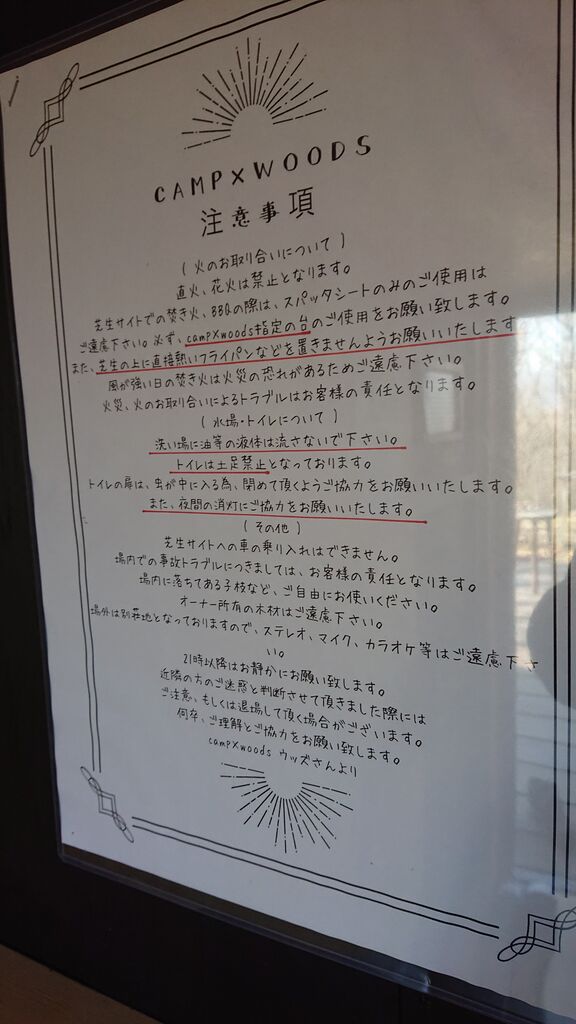 CAMP×WOODS
注意事項
( 火のお取り合いについて )
直火、花火は禁止となります。
芝生サイトでの焚き火、BBQの際は、スパッタシートのみのご使用は
ご遠慮下さい。必ず、camp×woods指定の台のご使用をお願い致します。
また、芝生の上に直接熱いフライパンなどを置きませんようお願いいたします
風が強い日の焚き火は火災の恐れがあるためご遠慮下さい。
火災、火のお取り合いによるトラブルはお客様の責任となります。
( 水場・トイレについて )
洗い場に油等の液体は流さないで下さい。
トイレは土足禁止となっております。
トイレの扉は、虫が中に入る為、閉めて頂くようご協力をお願いいたします。
また、夜間の消灯にご協力をお願いいたします。
( その他 )
芝生サイトへの車の乗り入れはできません。
場内での事故トラブルにつきましては、お客様の責任となります。
場内に落ちてある子枝など、ご自由にお使いください。
オーナー所有の木材はご遠慮下さい。
場外は別荘地となっておりますので、ステレオ、マイク、カラオケ等はご遠慮下さ
い。
21時以降はお静かにお願い致します。
近隣の方のご迷惑と判断させて頂きました際には
ご注意、もしくは退場して頂く場合がございます。
何卒、ご理解とご協力をお願い致します。
camp×woods ウッズさんより